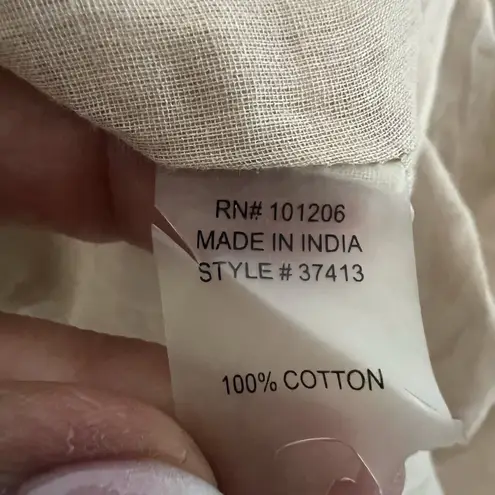 RN# 101206
MADE IN INDIA
STYLE # 37413
100% COTTON